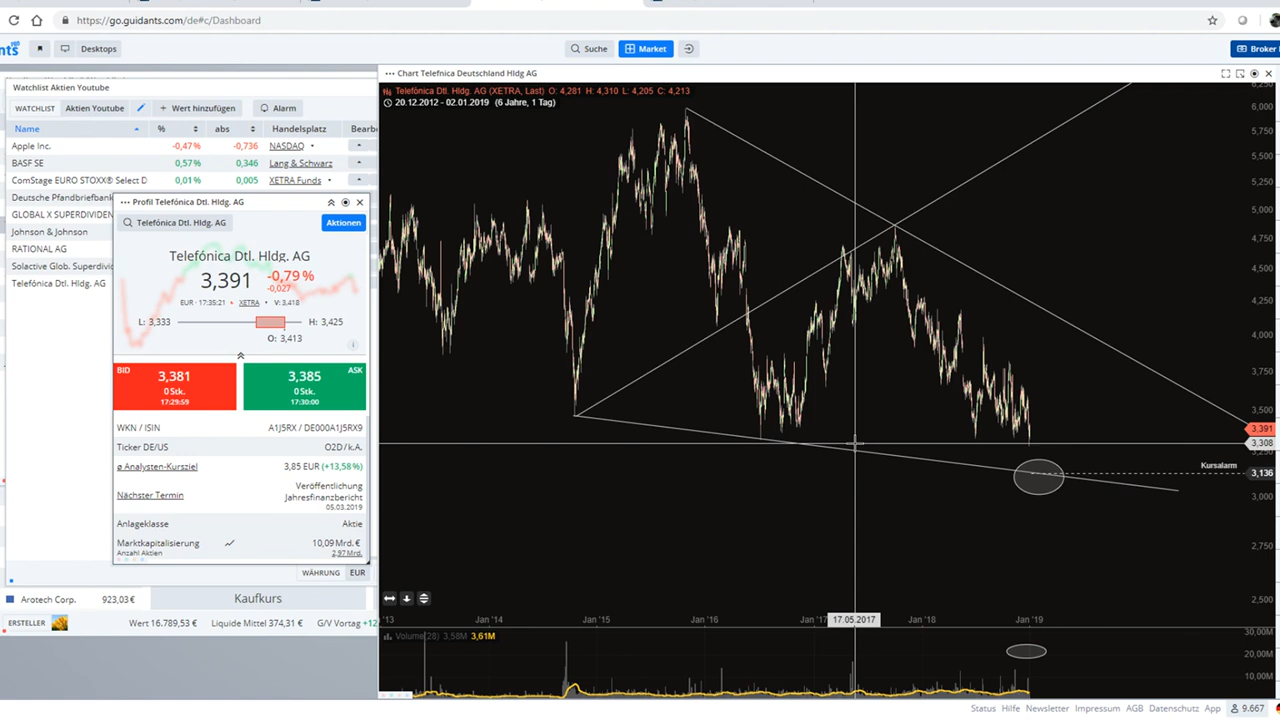 https://go.guidants.com/de#c/Dashboard
Desktops
Suche
Market
Broker
Watchlist Aktien Youtube
WATCHLIST Aktien Youtube + Wert hinzufügen Alarm
Name % abs Handelsplatz Bearbe
Apple Inc. -0,47% -0,736 NASDAQ
BASF SE 0,57% 0,346 Lang & Schwarz
ComStage EURO STOXX® Select D 0,01% 0,005 XETRA Funds
Deutsche Pfandbriefbank
GLOBAL X SUPERDIVIDEN
Johnson & Johnson
RATIONAL AG
Solactive Glob. Superdivid
Telefónica Dtl. Hldg. AG
Profil Telefónica Dtl. Hldg. AG
Telefónica Dtl. Hldg. AG Aktionen
Telefónica Dtl. Hldg. AG
3,391 -0,79 %
-0,027
EUR · 17:35:21 XETRA V: 3,418
L: 3,333 H: 3,425
O: 3,413
BID 3,381 3,385 ASK
0 Stk. 0 Stk.
17:29:59 17:30:00
WKN / ISIN A1J5RX / DE000A1J5RX9
Ticker DE/US O2D / k.A.
ø Analysten-Kursziel 3,85 EUR (+13,58%)
Nächster Termin Veröffentlichung
Jahresfinanzbericht
05.03.2019
Anlageklasse Aktie
Marktkapitalisierung 10,09 Mrd. €
Anzahl Aktien 2,97 Mrd.
WÄHRUNG EUR
Arotech Corp. 923,03 € Kaufkurs
ERSTELLER Wert 16.789,53 € Liquide Mittel 374,31 € G/V Vortag +12
Chart Telefnica Deutschland Hldg AG
Telefónica Dtl. Hldg. AG (XETRA, Last) O: 4,281 H: 4,310 L: 4,205 C: 4,213
20.12.2012 - 02.01.2019 (6 Jahre, 1 Tag)
6,250
6,000
5,750
5,500
5,250
5,000
4,750
4,500
4,250
4,000
3,750
3,500
3,391
3,308
3,250
Kursalarm
3,136
3,000
2,750
2,500
'13 Jan '14 Jan '15 Jan '16 Jan '17 17.05.2017 Jan '18 Jan '19
Volume (28) 3,58M 3,61M
30,00M
20,00M
10,00M
Status Hilfe Newsletter Impressum AGB Datenschutz App 9.667